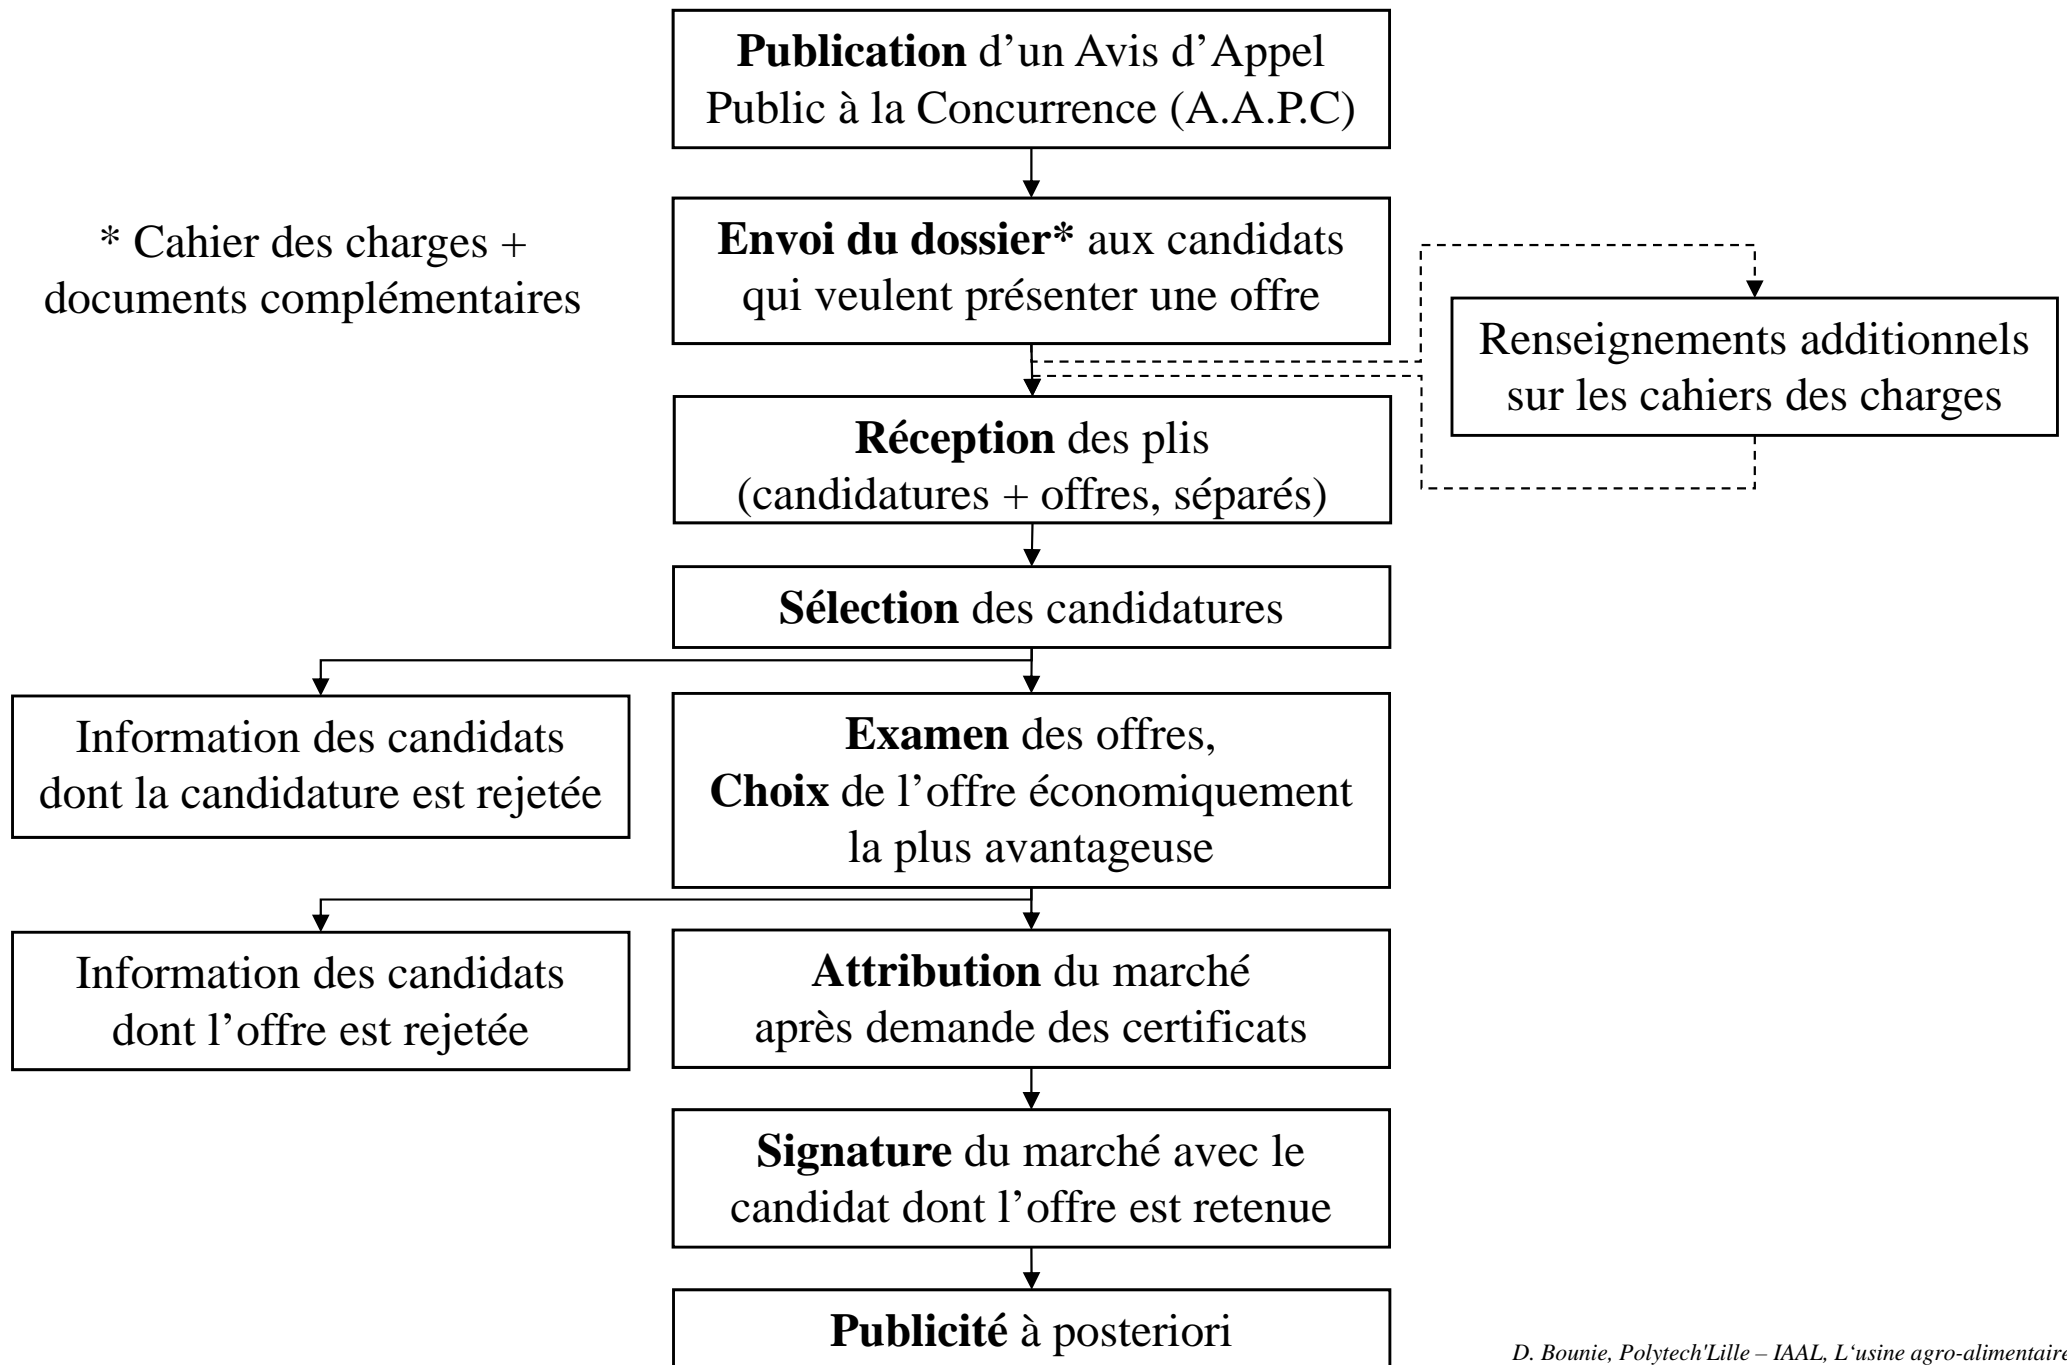 Publication d’un Avis d’Appel
Public à la Concurrence (A.A.P.C)
* Cahier des charges +
documents complémentaires
Envoi du dossier* aux candidats
qui veulent présenter une offre
Renseignements additionnels
sur les cahiers des charges
Réception des plis
(candidatures + offres, séparés)
Sélection des candidatures
Information des candidats
dont la candidature est rejetée
Examen des offres,
Choix de l’offre économiquement
la plus avantageuse
Information des candidats
dont l’offre est rejetée
Attribution du marché
après demande des certificats
Signature du marché avec le
candidat dont l’offre est retenue
Publicité à posteriori
D. Bounie, Polytech'Lille – IAAL, L‘usine agro-alimentaire